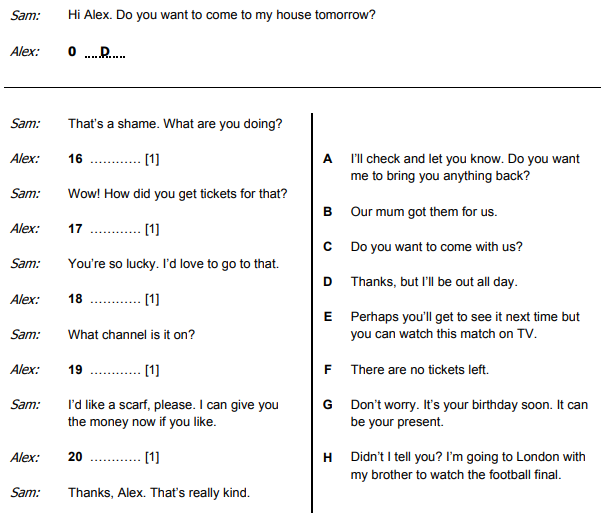 Sam: Hi Alex. Do you want to come to my house tomorrow?
Alex: 0 ....D....
Sam: That's a shame. What are you doing?
Alex: 16 ............ [1]
Sam: Wow! How did you get tickets for that?
Alex: 17 ............ [1]
Sam: You're so lucky. I'd love to go to that.
Alex: 18 ............ [1]
Sam: What channel is it on?
Alex: 19 ............ [1]
Sam: I'd like a scarf, please. I can give you
the money now if you like.
Alex: 20 ............ [1]
Sam: Thanks, Alex. That's really kind.
A I'll check and let you know. Do you want
me to bring you anything back?
B Our mum got them for us.
C Do you want to come with us?
D Thanks, but I'll be out all day.
E Perhaps you'll get to see it next time but
you can watch this match on TV.
F There are no tickets left.
G Don't worry. It's your birthday soon. It can
be your present.
H Didn't I tell you? I'm going to London with
my brother to watch the football final.